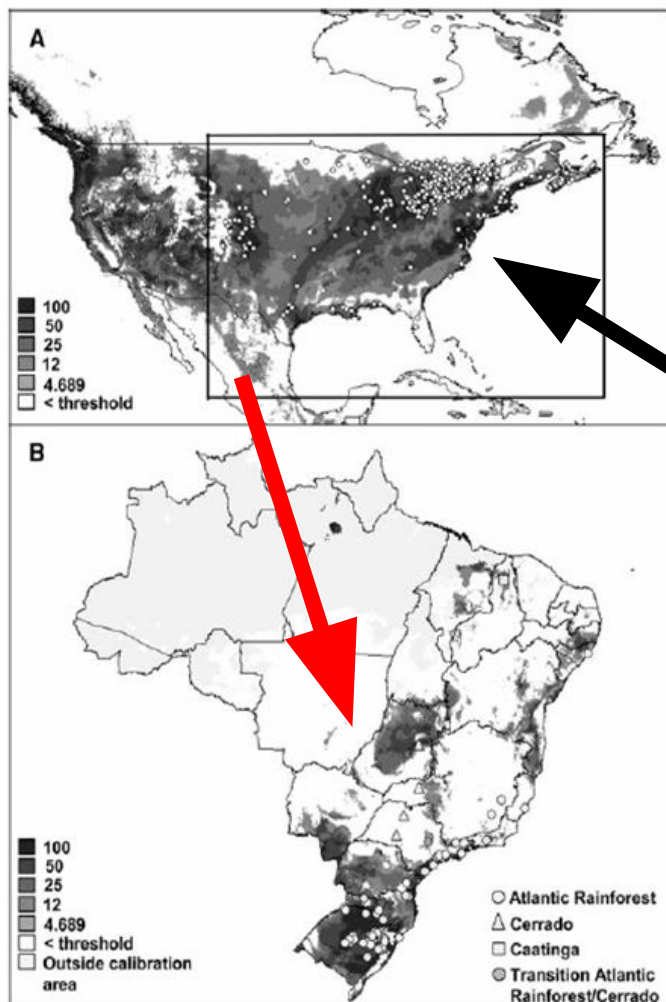 A
100
50
25
12
4.689
< threshold
B
100
50
25
12
4.689
< threshold
Outside calibration
area
Atlantic Rainforest
Cerrado
Caatinga
Transition Atlantic
Rainforest/Cerrado